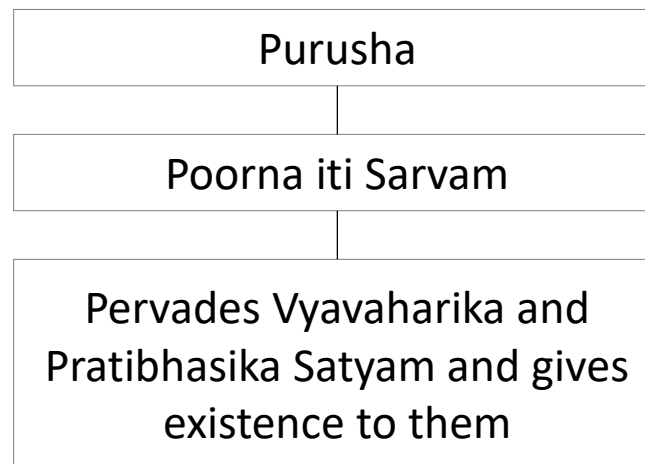 Purusha
Poorna iti Sarvam
Pervades Vyavaharika and
Pratibhasika Satyam and gives
existence to them